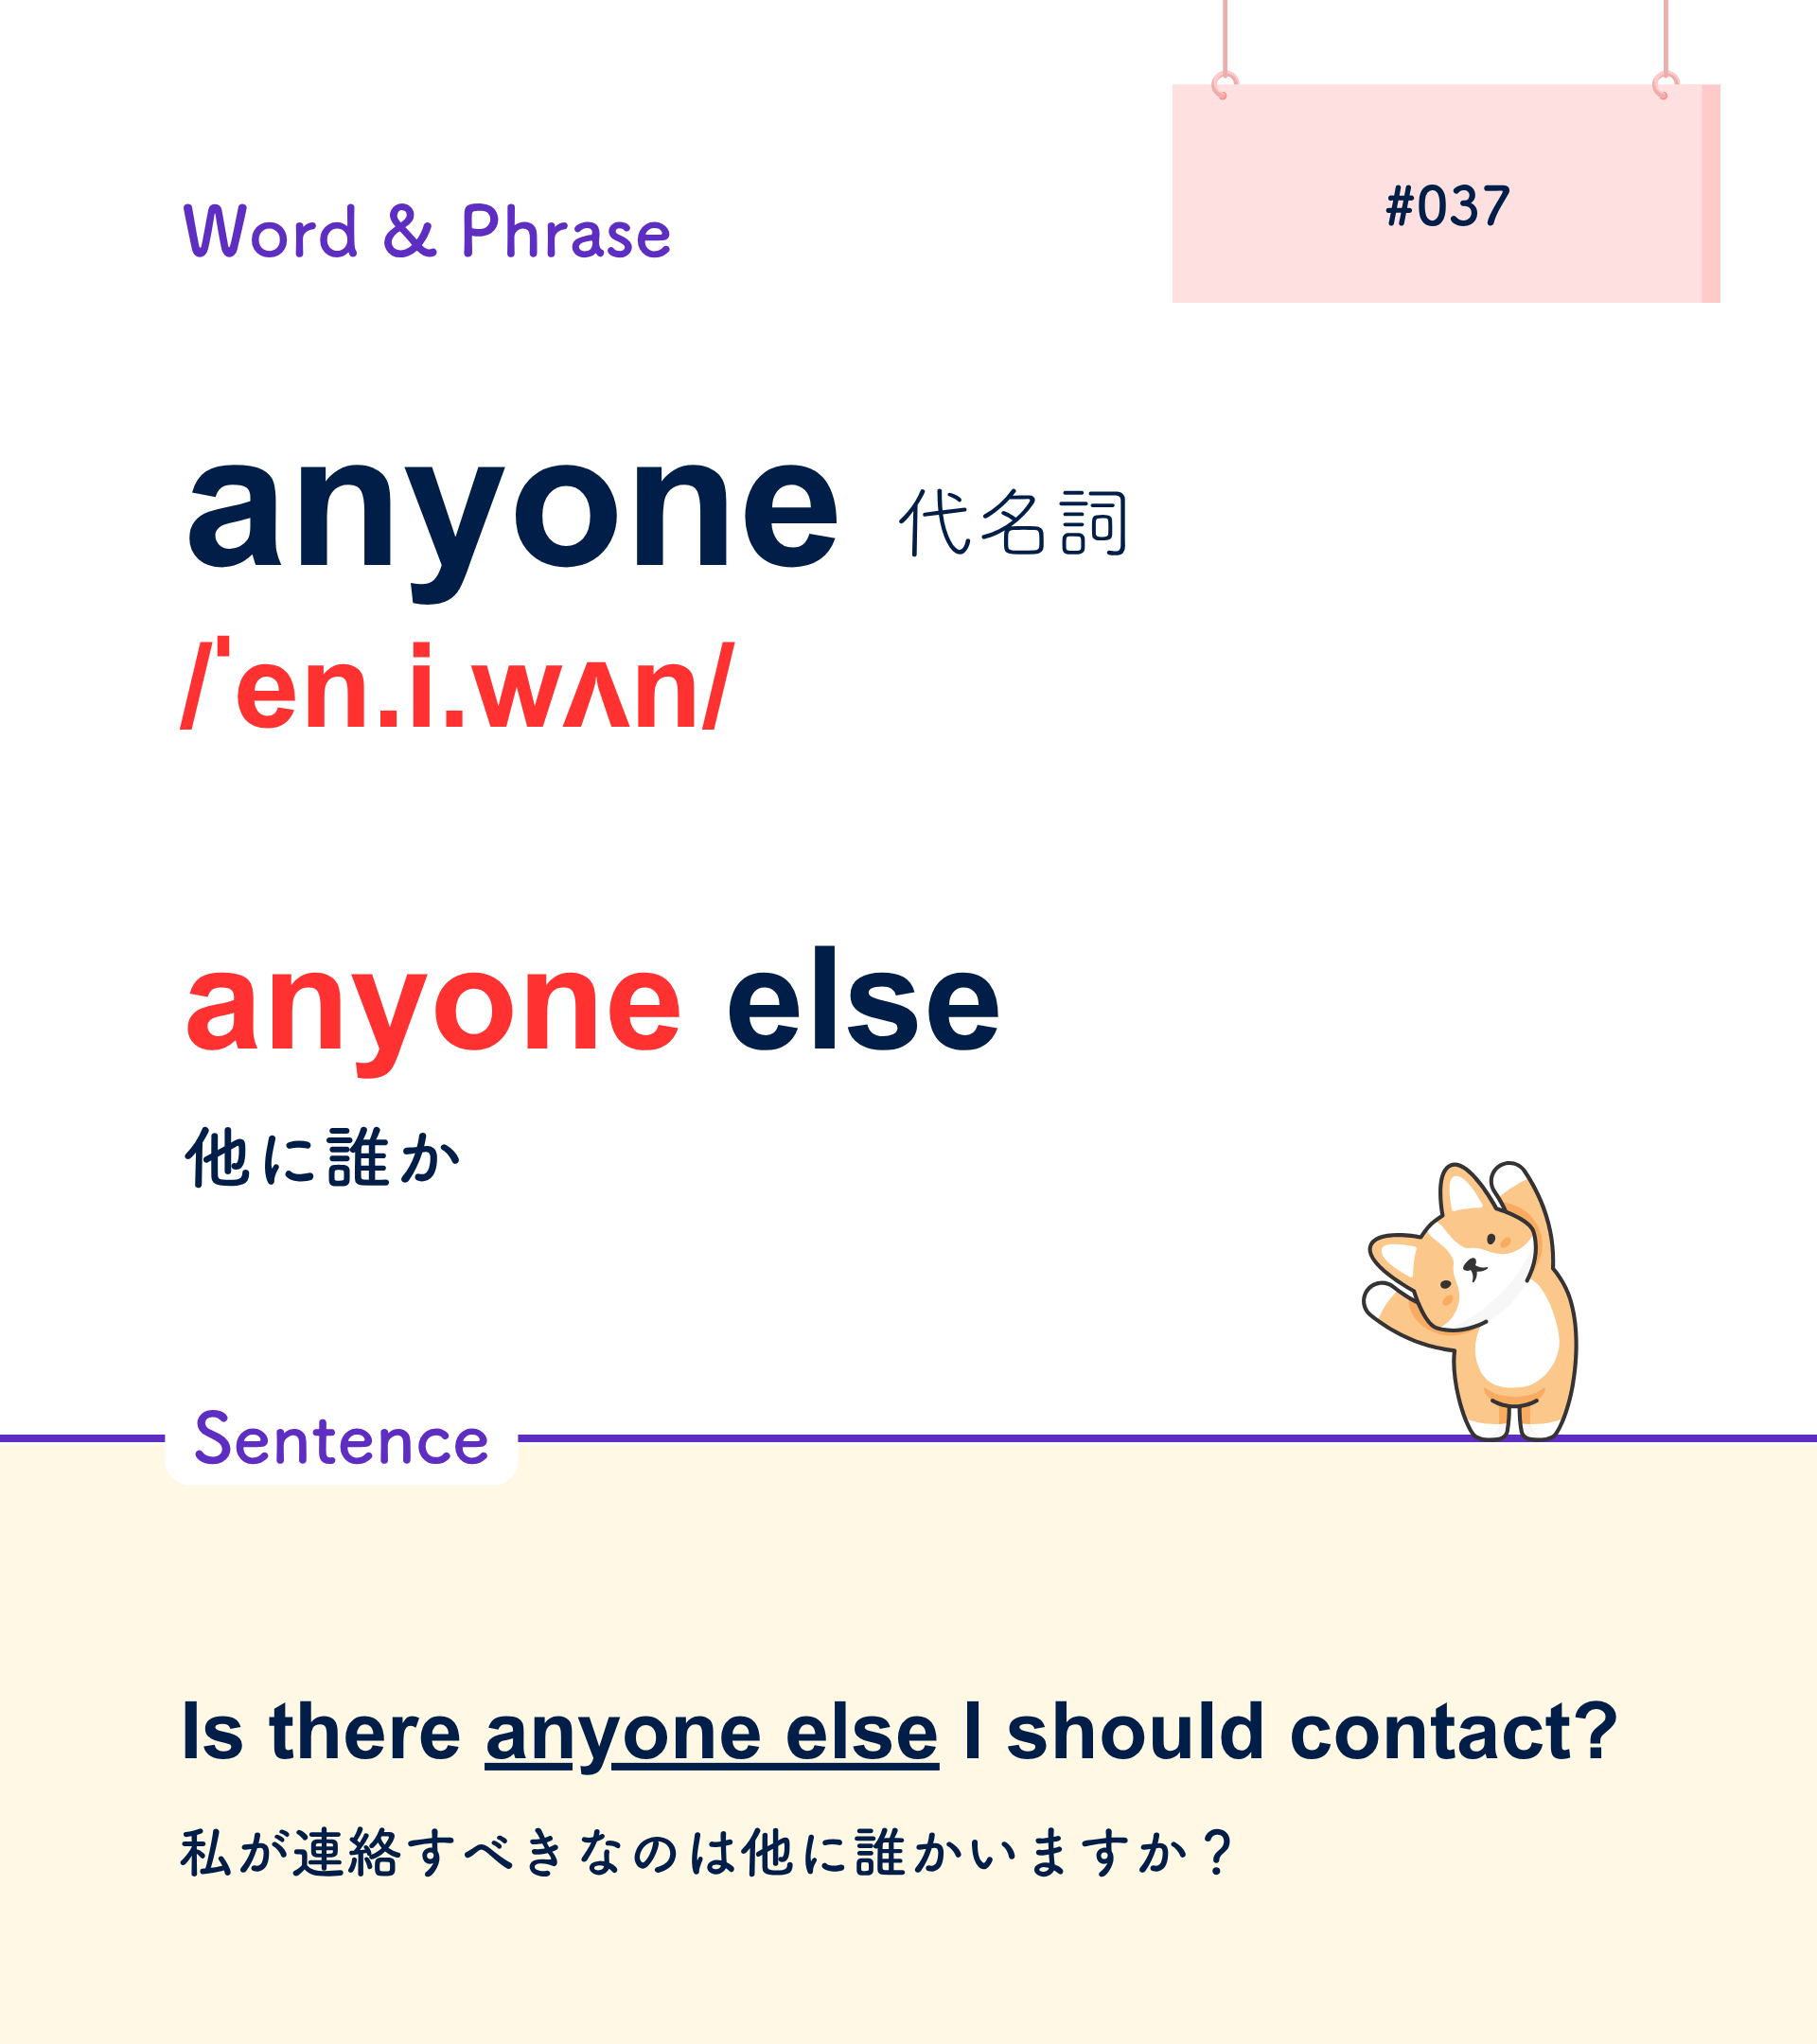 #037
Word & Phrase
anyone 代名詞
/ˈen.i.wʌn/
anyone else
他に誰か
Sentence
Is there anyone else I should contact?
私が連絡すべきなのは他に誰かいますか？